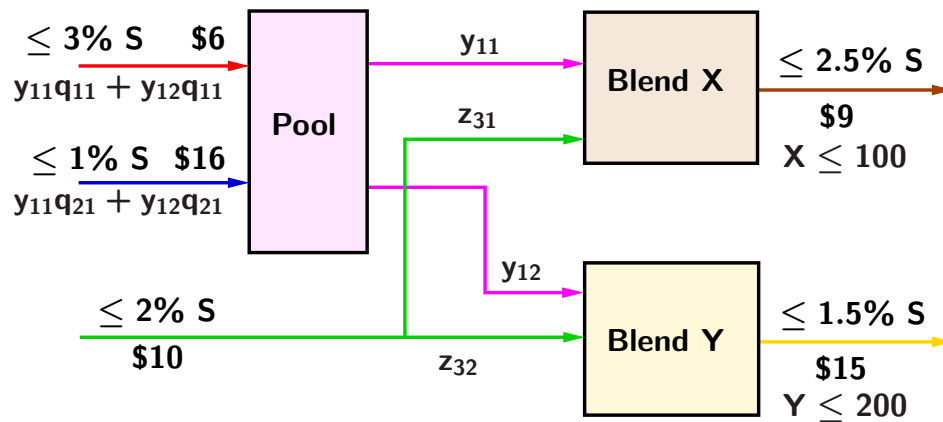 ≤ 3% S $6
y₁₁q₁₁ + y₁₂q₁₁
≤ 1% S $16
y₁₁q₂₁ + y₁₂q₂₁
≤ 2% S
$10
Pool
y₁₁
z₃₁
y₁₂
z₃₂
Blend X
≤ 2.5% S
$9
X ≤ 100
Blend Y
≤ 1.5% S
$15
Y ≤ 200